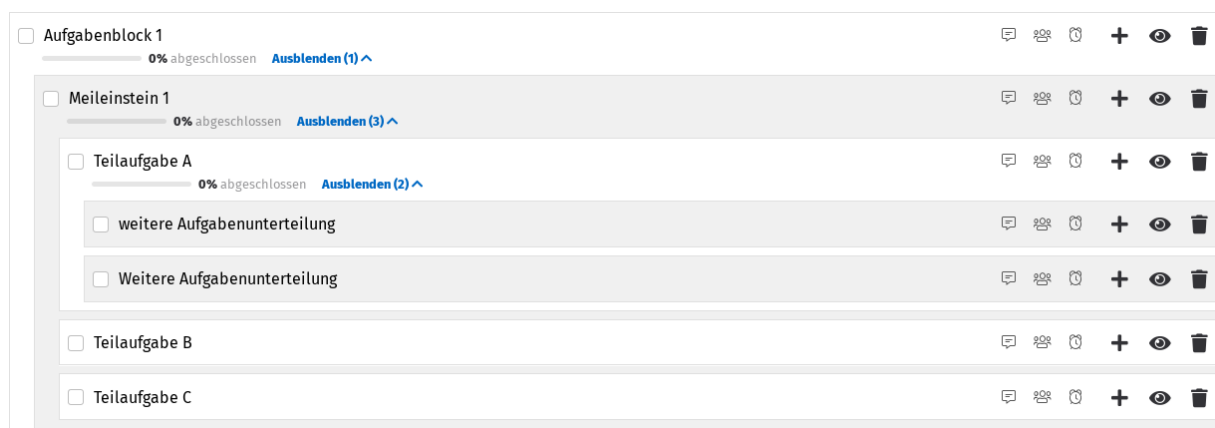 Aufgabenblock 1
0% abgeschlossen Ausblenden (1)
Meileinstein 1
0% abgeschlossen Ausblenden (3)
Teilaufgabe A
0% abgeschlossen Ausblenden (2)
weitere Aufgabenunterteilung
Weitere Aufgabenunterteilung
Teilaufgabe B
Teilaufgabe C